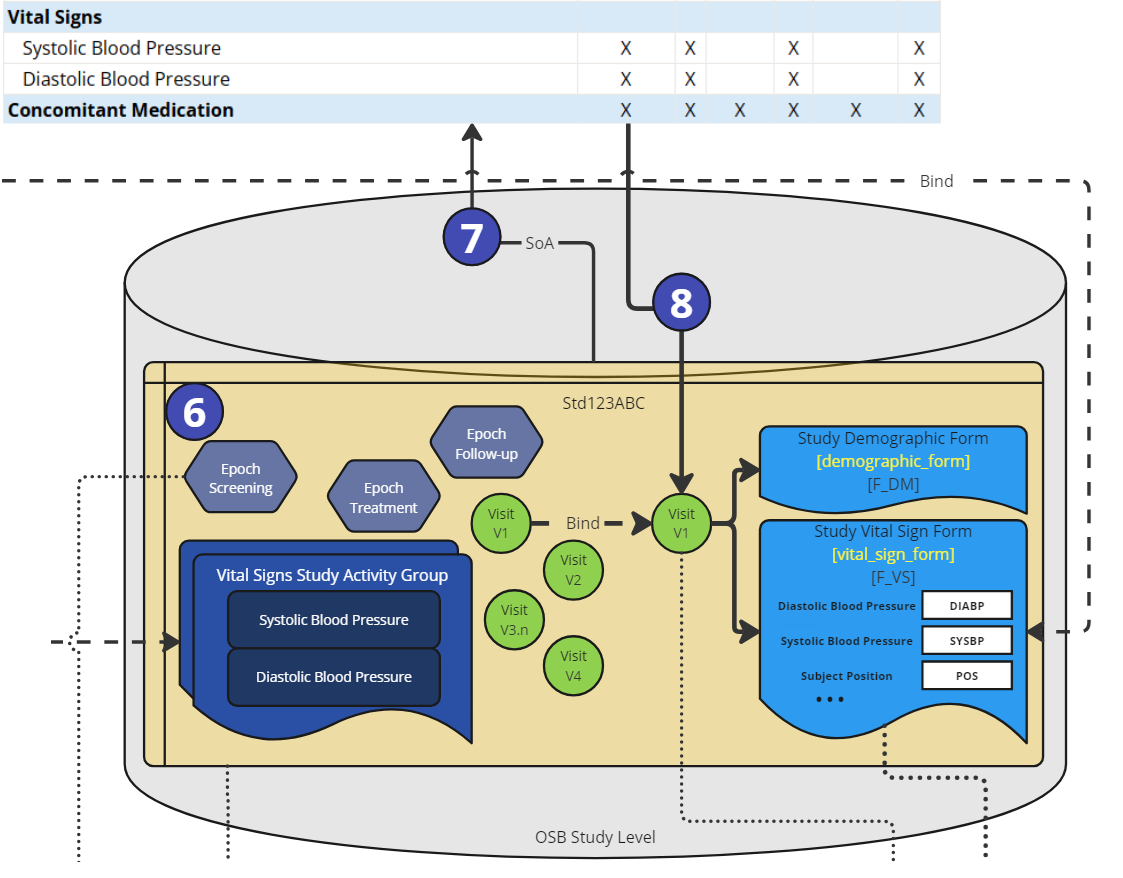 Vital Signs
Systolic Blood Pressure X X X X
Diastolic Blood Pressure X X X X
Concomitant Medication X X X X X X
Bind
7
SoA
8
6
Std123ABC
Epoch
Screening
Epoch
Treatment
Epoch
Follow-up
Visit
V1
Bind
Visit
V1
Visit
V2
Visit
V3.n
Visit
V4
Vital Signs Study Activity Group
Systolic Blood Pressure
Diastolic Blood Pressure
Study Demographic Form
[demographic_form]
[F_DM]
Study Vital Sign Form
[vital_sign_form]
[F_VS]
Diastolic Blood Pressure DIABP
Systolic Blood Pressure SYSBP
Subject Position POS
...
OSB Study Level